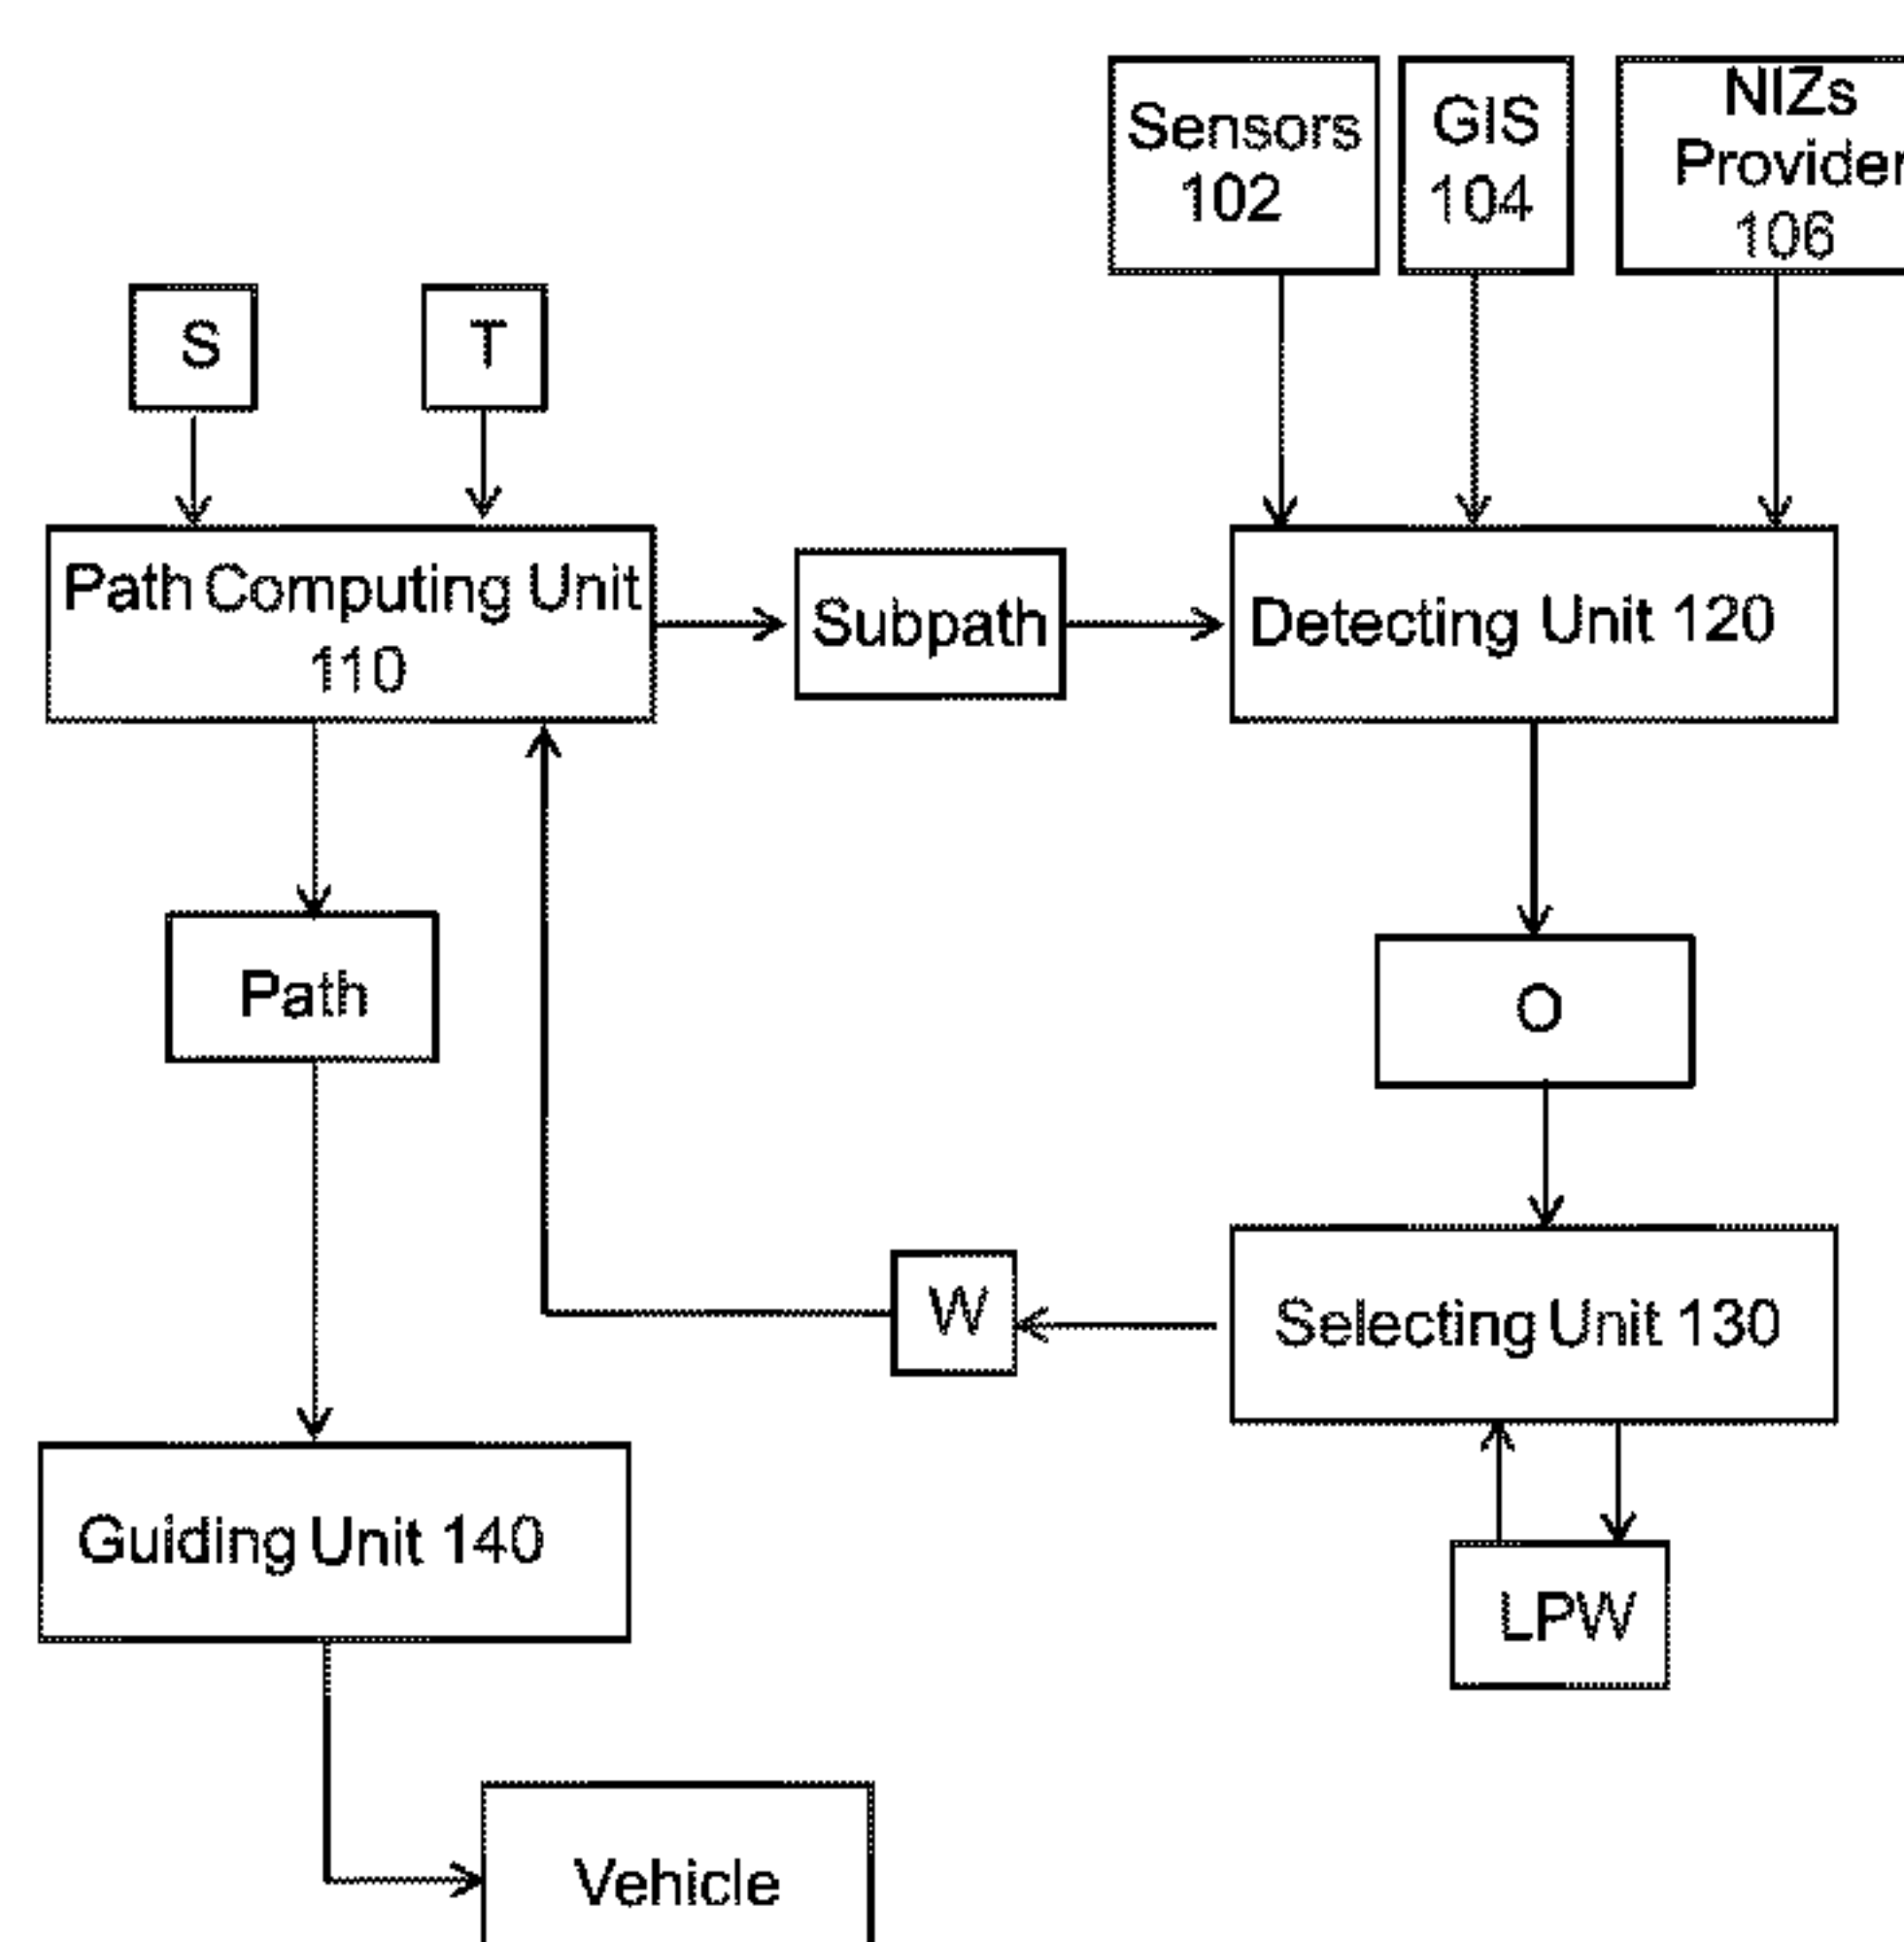 Sensors
102
GIS
104
NIZs
Provider
106
S
T
Path Computing Unit
110
Subpath
Detecting Unit 120
Path
O
W
Selecting Unit 130
Guiding Unit 140
LPW
Vehicle